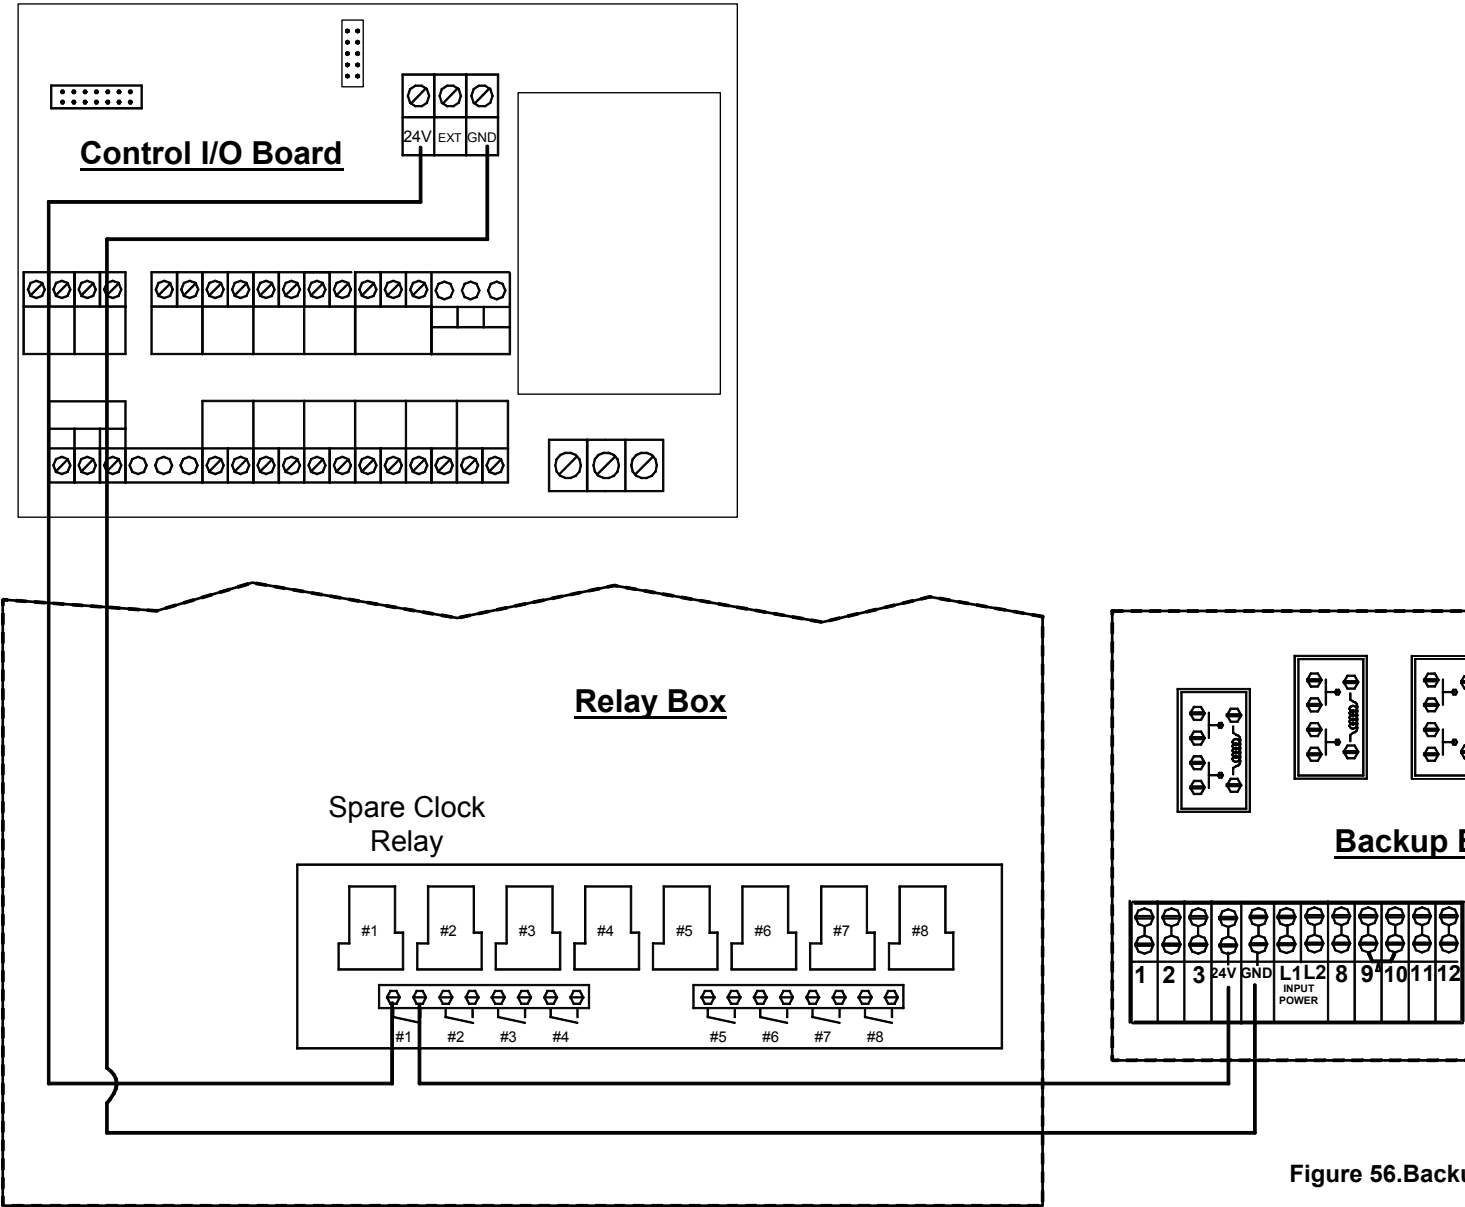 24V EXT GND
Control I/O Board
Relay Box
Spare Clock
Relay
#1 #2 #3 #4 #5 #6 #7 #8
#1 #2 #3 #4 #5 #6 #7 #8
Backup
1 2 3 24V GND L1 L2 8 9 10 11 12
INPUT
POWER
Figure 56.Backu